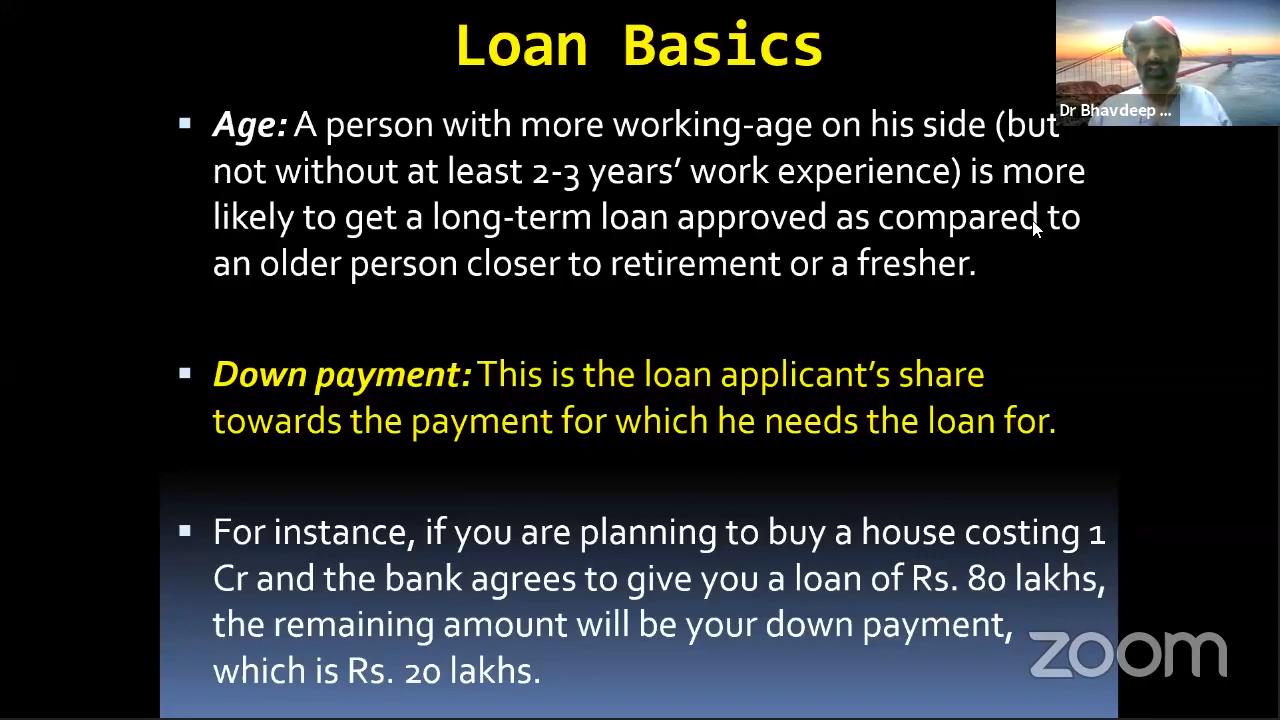 Loan Basics
Dr Bhavdeep ...
▪ Age: A person with more working-age on his side (but
not without at least 2-3 years’ work experience) is more
likely to get a long-term loan approved as compared to
an older person closer to retirement or a fresher.
▪ Down payment: This is the loan applicant’s share
towards the payment for which he needs the loan for.
▪ For instance, if you are planning to buy a house costing 1
Cr and the bank agrees to give you a loan of Rs. 80 lakhs,
the remaining amount will be your down payment,
which is Rs. 20 lakhs.
zoom